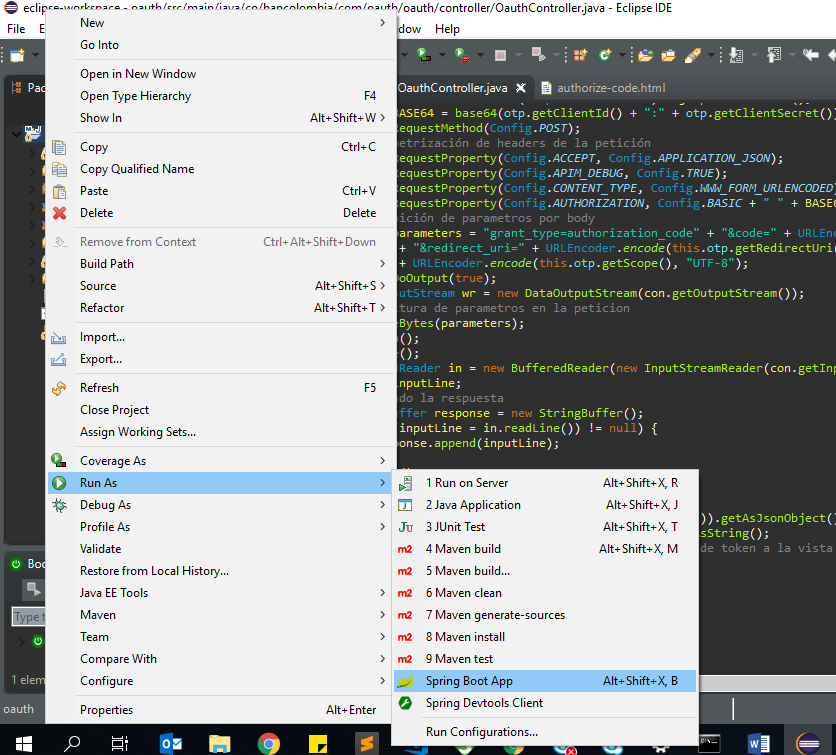 eclipse-workspace - oauth/src/main/java/co/bancolombia/com/oauth/oauth/controller/OauthController.java - Eclipse IDE
File
dow Help
New
Go Into
Open in New Window
Open Type Hierarchy F4
Show In Alt+Shift+W
Copy Ctrl+C
Copy Qualified Name
Paste Ctrl+V
Delete Delete
Remove from Context Ctrl+Alt+Shift+Down
Build Path
Source Alt+Shift+S
Refactor Alt+Shift+T
Import...
Export...
Refresh F5
Close Project
Assign Working Sets...
Coverage As
Run As
Debug As
Profile As
Validate
Restore from Local History...
Java EE Tools
Maven
Team
Compare With
Configure
Properties Alt+Enter
1 Run on Server Alt+Shift+X, R
2 Java Application Alt+Shift+X, J
3 JUnit Test Alt+Shift+X, T
4 Maven build Alt+Shift+X, M
5 Maven build...
6 Maven clean
7 Maven generate-sources
8 Maven install
9 Maven test
Spring Boot App Alt+Shift+X, B
Spring Devtools Client
Run Configurations...
OauthController.java authorize-code.html
BASE64 = base64(otp.getClientId() + ":" + otp.getClientSecret()
equestMethod(Config.POST);
etrización de headers de la petición
equestProperty(Config.ACCEPT, Config.APPLICATION_JSON);
equestProperty(Config.APIM_DEBUG, Config.TRUE);
equestProperty(Config.CONTENT_TYPE, Config.WWW_FORM_URLENCODED)
equestProperty(Config.AUTHORIZATION, Config.BASIC + " " + BASE6
ición de parametros por body
arameters = "grant_type=authorization_code" + "&code=" + URLEnc
+ "&redirect_uri=" + URLEncoder.encode(this.otp.getRedirectUri(
+ URLEncoder.encode(this.otp.getScope(), "UTF-8");
oOutput(true);
utStream wr = new DataOutputStream(con.getOutputStream());
tura de parametros en la peticion
eBytes(parameters);
();
();
Reader in = new BufferedReader(new InputStreamReader(con.getInp
nputLine;
do la respuesta
ffer response = new StringBuffer();
inputLine = in.readLine()) != null) {
onse.append(inputLine);
)).getAsJsonObject()
sString();
de token a la vista
Pac
Boo
Type t
1 elem
oauth